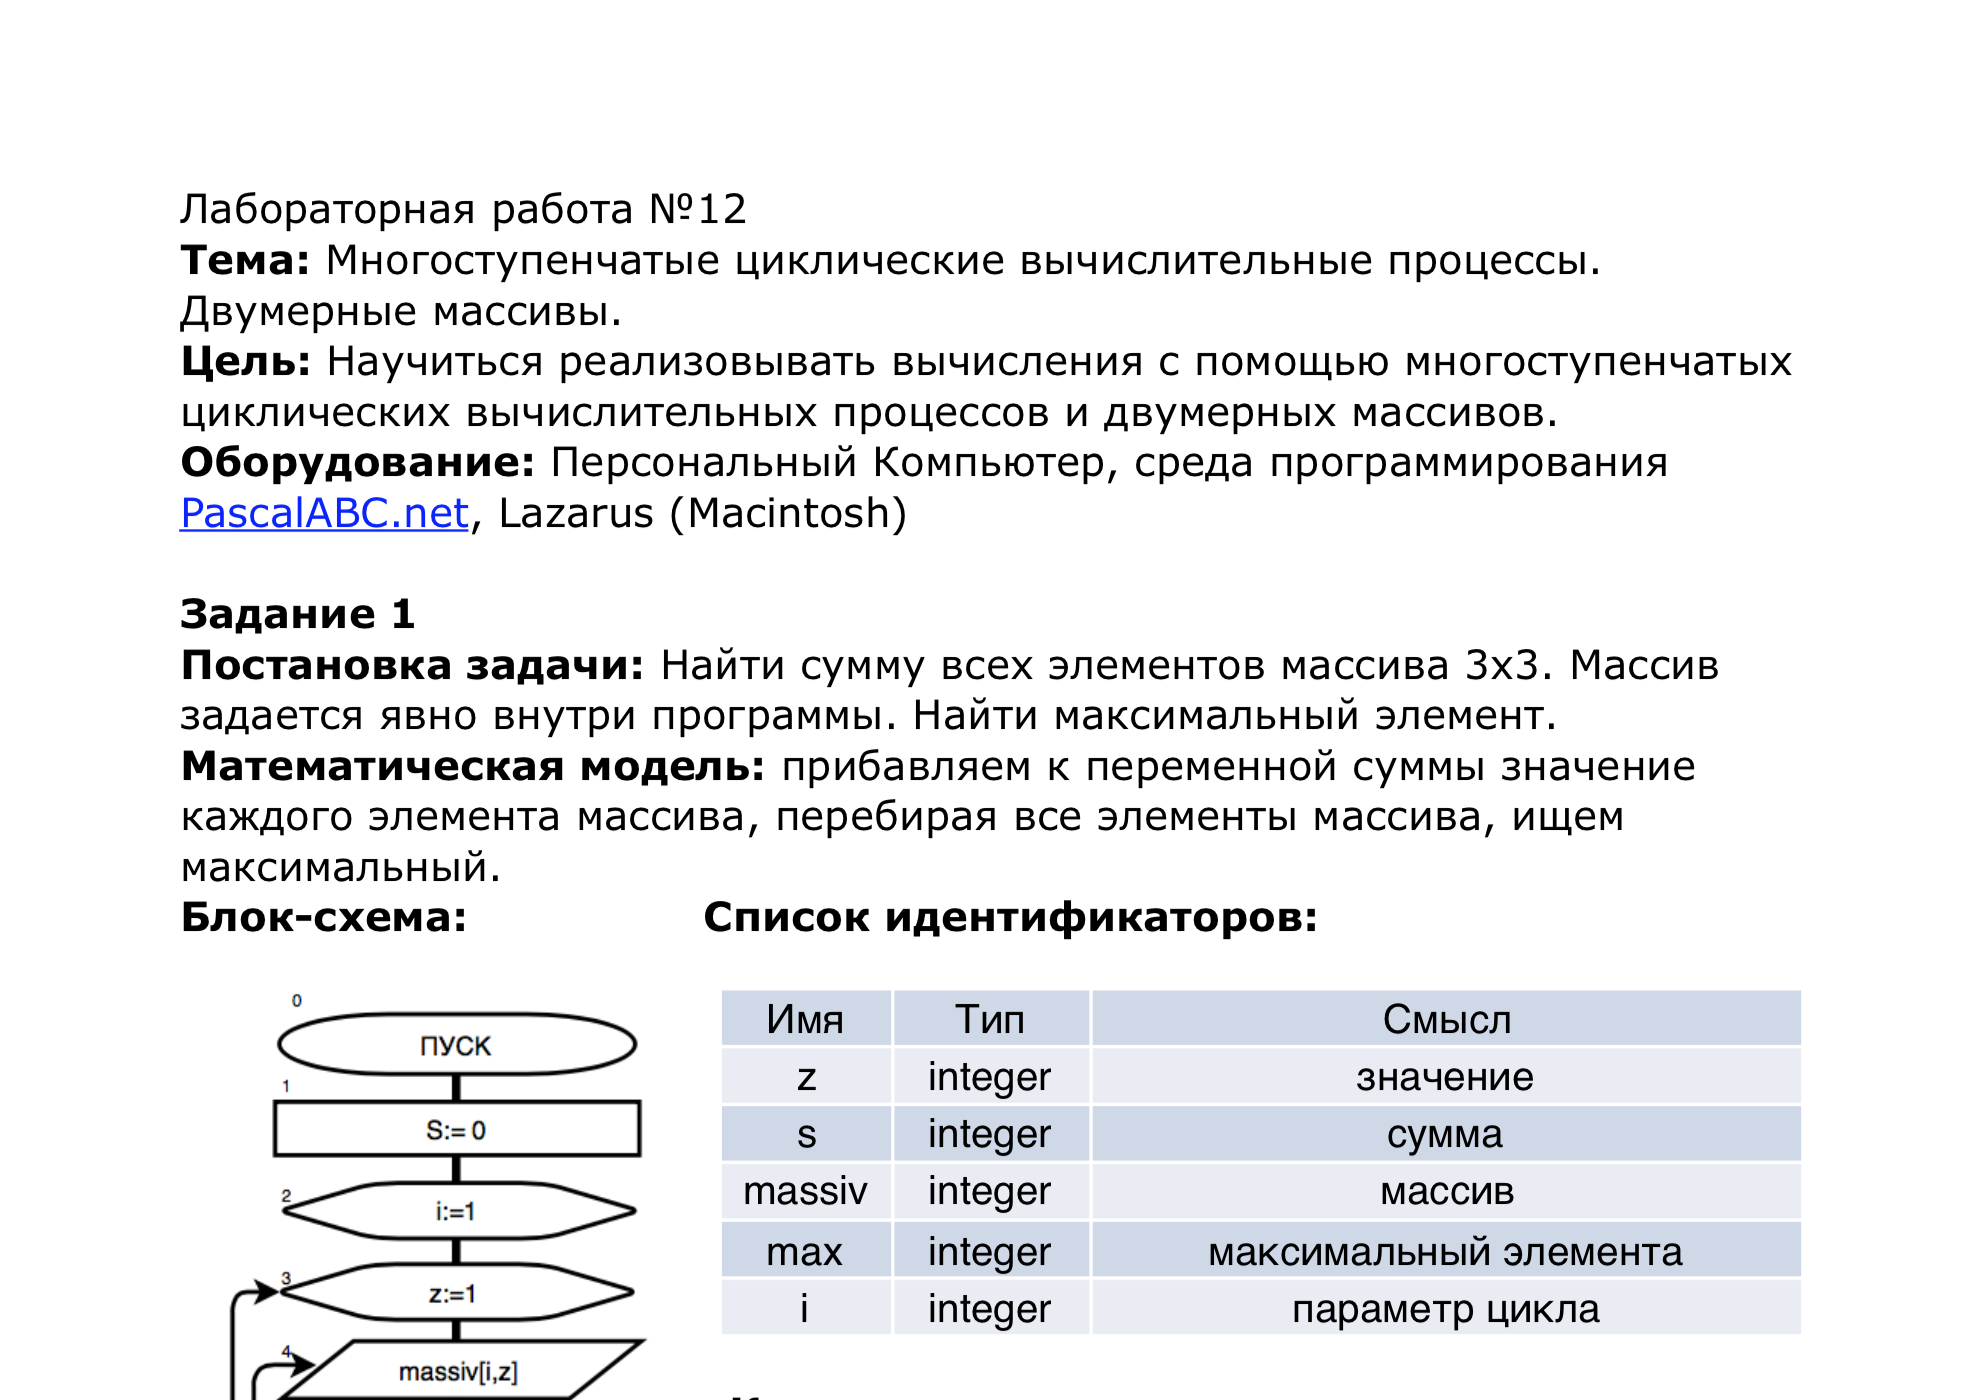 Лабораторная работа №12
Тема: Многоступенчатые циклические вычислительные процессы.
Двумерные массивы.
Цель: Научиться реализовывать вычисления с помощью многоступенчатых
циклических вычислительных процессов и двумерных массивов.
Оборудование: Персональный Компьютер, среда программирования
PascalABC.net, Lazarus (Macintosh)
Задание 1
Постановка задачи: Найти сумму всех элементов массива 3х3. Массив
задается явно внутри программы. Найти максимальный элемент.
Математическая модель: прибавляем к переменной суммы значение
каждого элемента массива, перебирая все элементы массива, ищем
максимальный.
Блок-схема: Список идентификаторов:
0
ПУСК
1
S:= 0
2
i:=1
3
z:=1
4
massiv[i,z]
Имя Тип Смысл
z integer значение
s integer сумма
massiv integer массив
max integer максимальный элемента
i integer параметр цикла